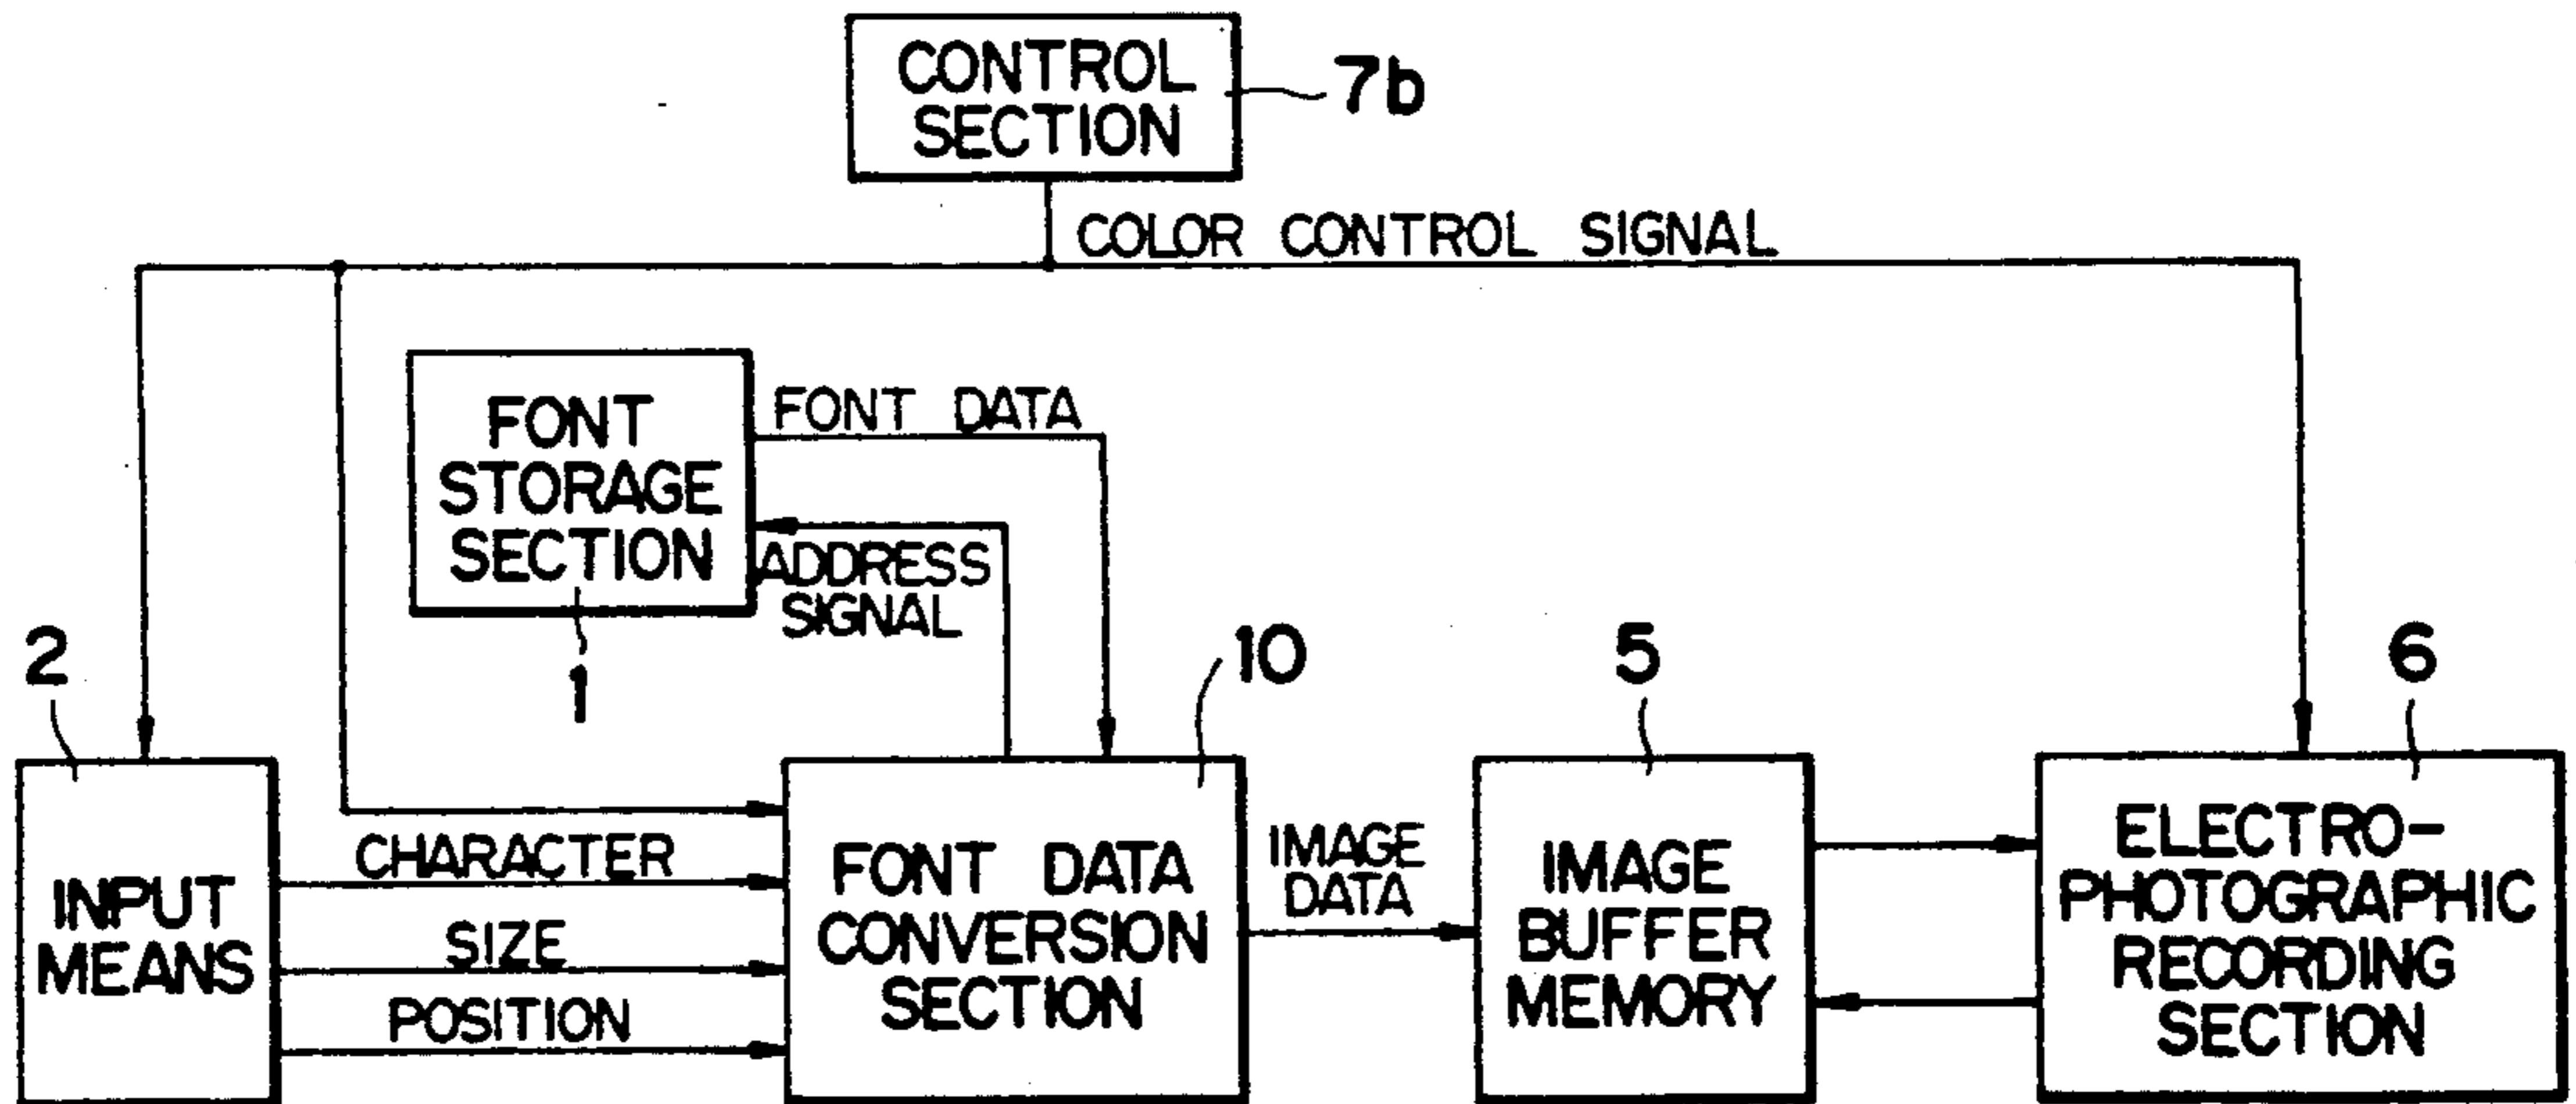 CONTROL
SECTION
7b
COLOR CONTROL SIGNAL
FONT
STORAGE
SECTION
1
FONT DATA
ADDRESS
SIGNAL
2
INPUT
MEANS
CHARACTER
SIZE
POSITION
10
FONT DATA
CONVERSION
SECTION
IMAGE
DATA
5
IMAGE
BUFFER
MEMORY
6
ELECTRO-
PHOTOGRAPHIC
RECORDING
SECTION